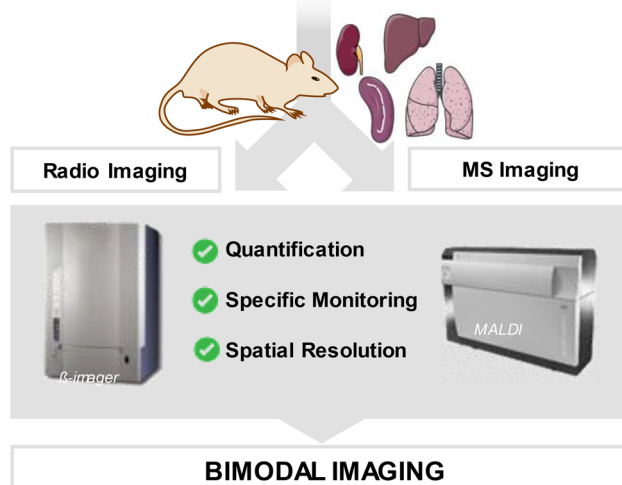 Radio Imaging
MS Imaging
Quantification
Specific Monitoring
Spatial Resolution
ß-imager
MALDI
BIMODAL IMAGING